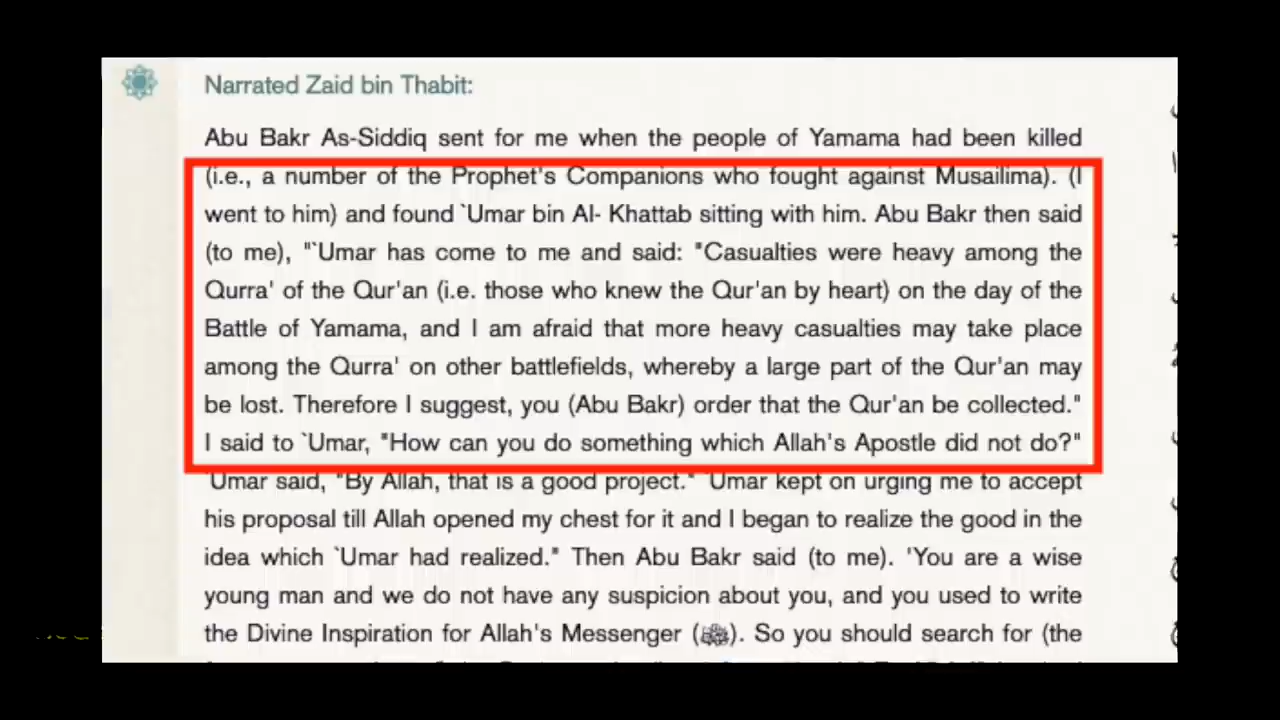 Narrated Zaid bin Thabit:
Abu Bakr As-Siddiq sent for me when the people of Yamama had been killed
(i.e., a number of the Prophet's Companions who fought against Musailima). (I
went to him) and found `Umar bin Al- Khattab sitting with him. Abu Bakr then said
(to me), "`Umar has come to me and said: "Casualties were heavy among the
Qurra' of the Qur'an (i.e. those who knew the Qur'an by heart) on the day of the
Battle of Yamama, and I am afraid that more heavy casualties may take place
among the Qurra' on other battlefields, whereby a large part of the Qur'an may
be lost. Therefore I suggest, you (Abu Bakr) order that the Qur'an be collected."
I said to `Umar, "How can you do something which Allah's Apostle did not do?"
`Umar said, "By Allah, that is a good project." `Umar kept on urging me to accept
his proposal till Allah opened my chest for it and I began to realize the good in the
idea which `Umar had realized." Then Abu Bakr said (to me). 'You are a wise
young man and we do not have any suspicion about you, and you used to write
the Divine Inspiration for Allah's Messenger (ﷺ). So you should search for (the